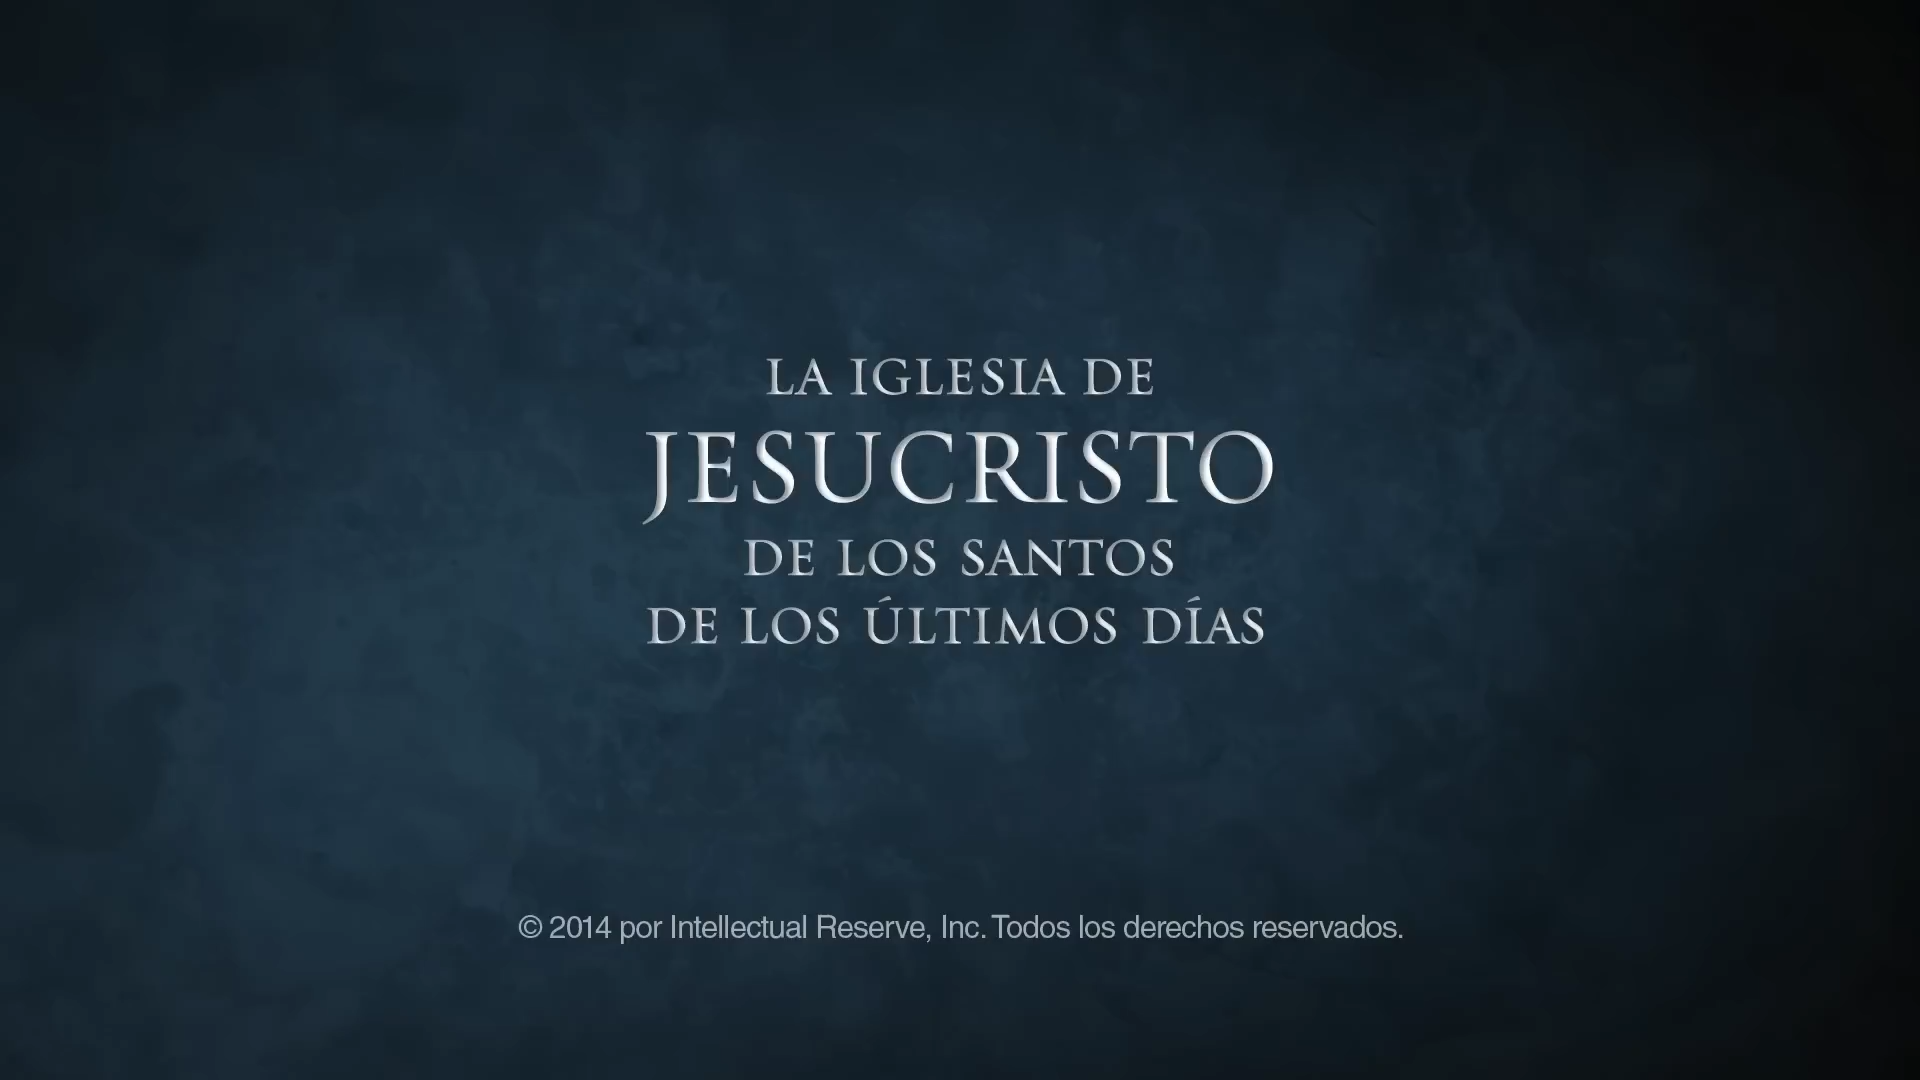 LA IGLESIA DE
JESUCRISTO
DE LOS SANTOS
DE LOS ÚLTIMOS DÍAS
© 2014 por Intellectual Reserve, Inc. Todos los derechos reservados.